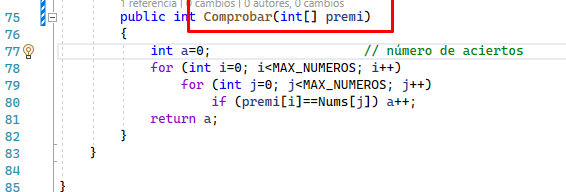 1 referencia | 0 cambios | 0 autores, 0 cambios
75 public int Comprobar(int[] premi)
76 {
77 int a=0; // número de aciertos
78 for (int i=0; i<MAX_NUMEROS; i++)
79 for (int j=0; j<MAX_NUMEROS; j++)
80 if (premi[i]==Nums[j]) a++;
81 return a;
82 }
83 }
84
85 }